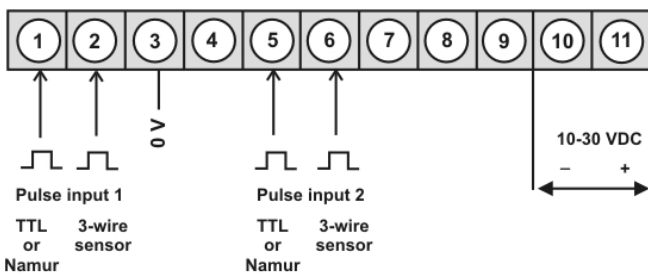 1 2 3 4 5 6 7 8 9 10 11
0 V
10-30 VDC
– +
Pulse input 1 Pulse input 2
TTL 3-wire TTL 3-wire
or sensor or sensor
Namur Namur